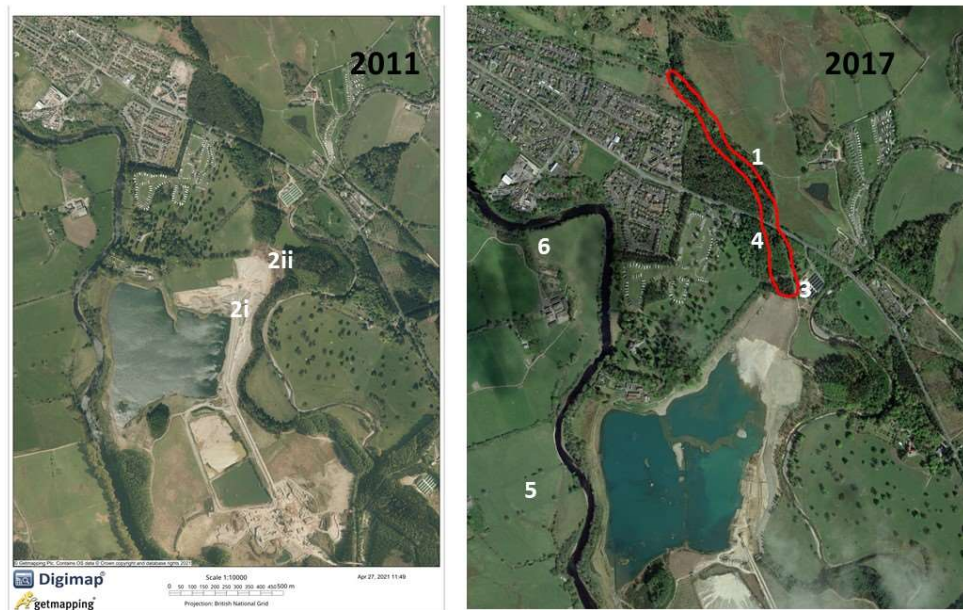 2011
2ii
2i
© Getmapping Plc. Contains OS data © Crown copyright and database rights 2021
Digimap®
getmapping®
Scale 1:10000
0 50 100 150 200 250 300 350 400 450 500 m
Projection: British National Grid
Apr 27, 2021 11:49
2017
1
6
4
3
5